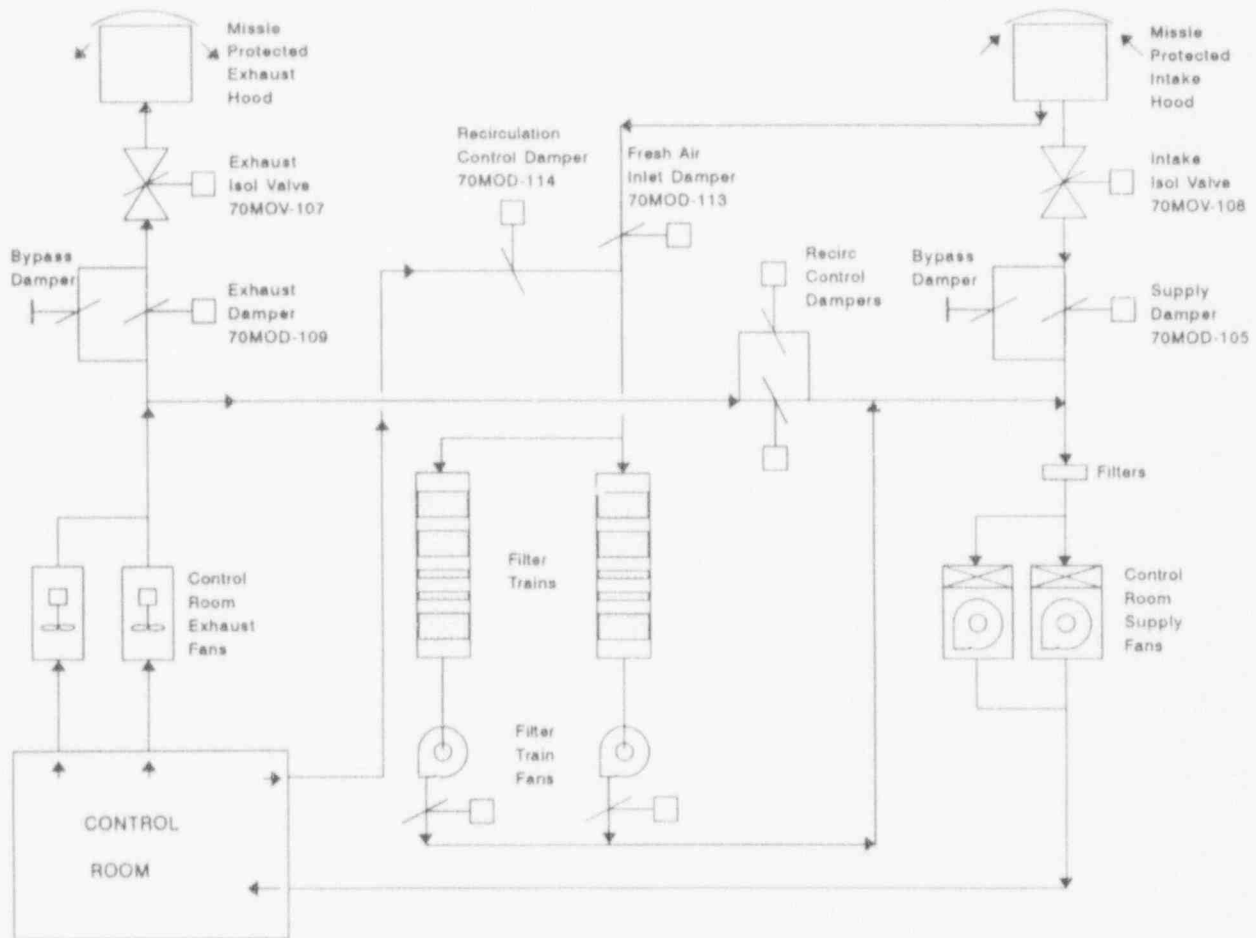 Missle
Protected
Exhaust
Hood
Missle
Protected
Intake
Hood
Recirculation
Control Damper
70MOD-114
Fresh Air
Inlet Damper
70MOD-113
Exhaust
Isol Valve
70MOV-107
Intake
Isol Valve
70MOV-108
Bypass
Damper
Exhaust
Damper
70MOD-109
Recirc
Control
Dampers
Bypass
Damper
Supply
Damper
70MOD-105
Filters
Filter
Trains
Control
Room
Exhaust
Fans
Control
Room
Supply
Fans
Filter
Train
Fans
CONTROL
ROOM